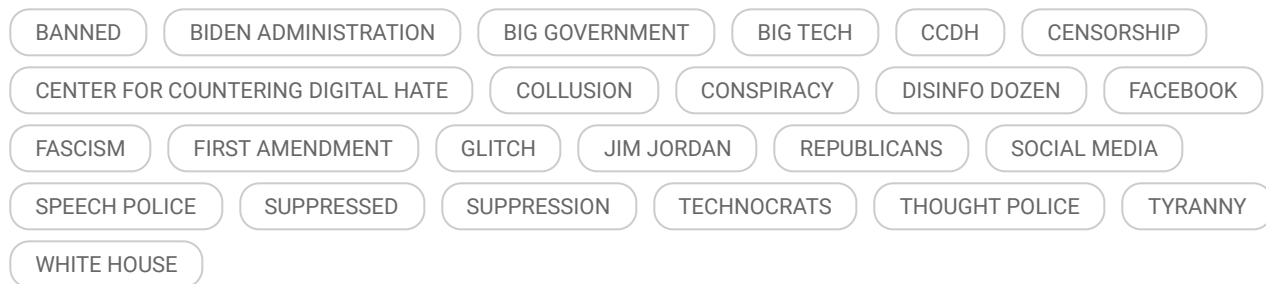 BANNED BIDEN ADMINISTRATION BIG GOVERNMENT BIG TECH CCDH CENSORSHIP
CENTER FOR COUNTERING DIGITAL HATE COLLUSION CONSPIRACY DISINFO DOZEN FACEBOOK
FASCISM FIRST AMENDMENT GLITCH JIM JORDAN REPUBLICANS SOCIAL MEDIA
SPEECH POLICE SUPPRESSED SUPPRESSION TECHNOCRATS THOUGHT POLICE TYRANNY
WHITE HOUSE